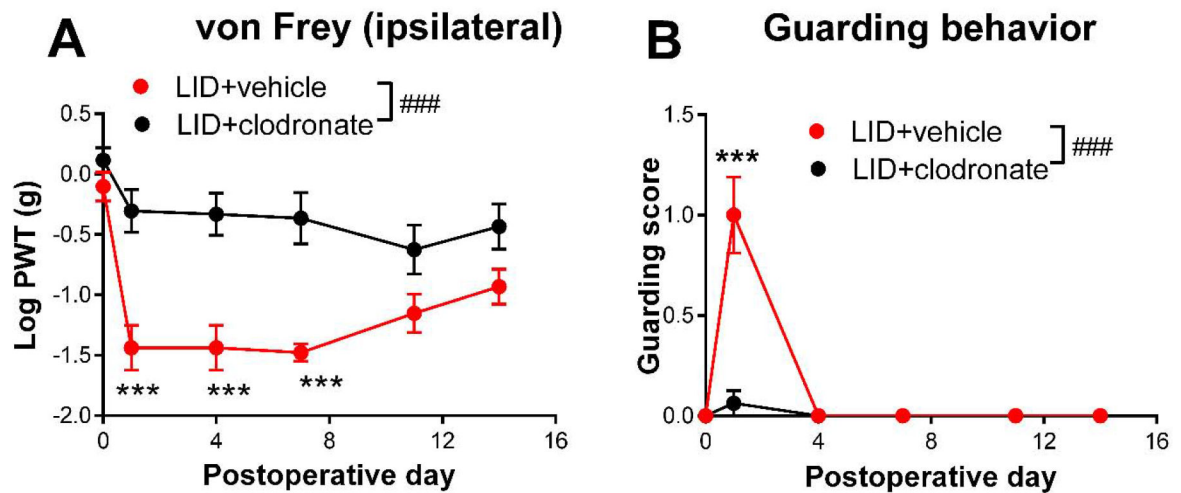 A
von Frey (ipsilateral)
LID+vehicle
LID+clodronate
###
0.5
0.0
-0.5
-1.0
-1.5
-2.0
Log PWT (g)
***
***
***
0
4
8
12
16
Postoperative day
B
Guarding behavior
LID+vehicle
LID+clodronate
###
1.5
1.0
0.5
0.0
Guarding score
***
0
4
8
12
16
Postoperative day